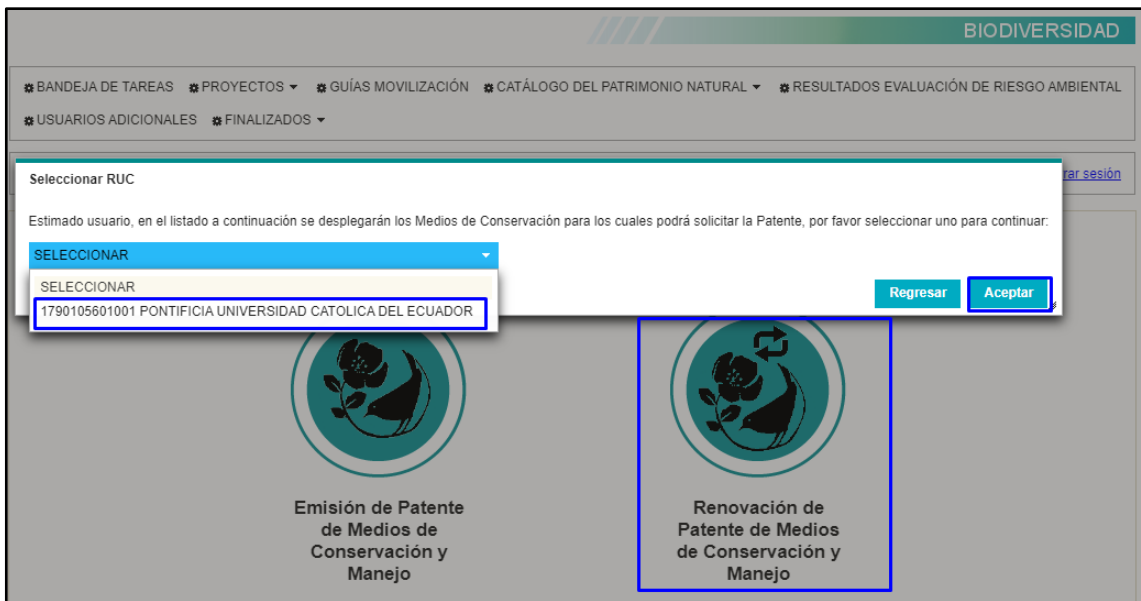 BIODIVERSIDAD
BANDEJA DE TAREAS PROYECTOS GUÍAS MOVILIZACIÓN CATÁLOGO DEL PATRIMONIO NATURAL RESULTADOS EVALUACIÓN DE RIESGO AMBIENTAL
USUARIOS ADICIONALES FINALIZADOS
rar sesión
Seleccionar RUC
Estimado usuario, en el listado a continuación se desplegarán los Medios de Conservación para los cuales podrá solicitar la Patente, por favor seleccionar uno para continuar:
SELECCIONAR
SELECCIONAR
1790105601001 PONTIFICIA UNIVERSIDAD CATOLICA DEL ECUADOR
Regresar Aceptar
Emisión de Patente
de Medios de
Conservación y
Manejo
Renovación de
Patente de Medios
de Conservación y
Manejo